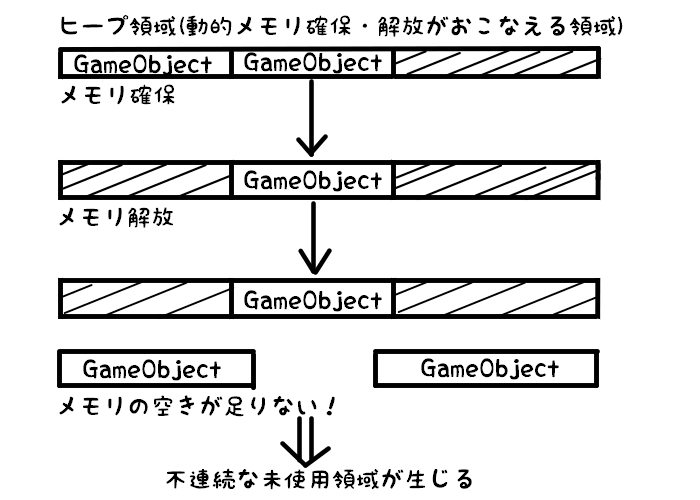 ヒープ領域(動的メモリ確保・解放がおこなえる領域)
GameObject GameObject
メモリ確保
GameObject
メモリ解放
GameObject
GameObject GameObject
メモリの空きが足りない！
不連続な未使用領域が生じる